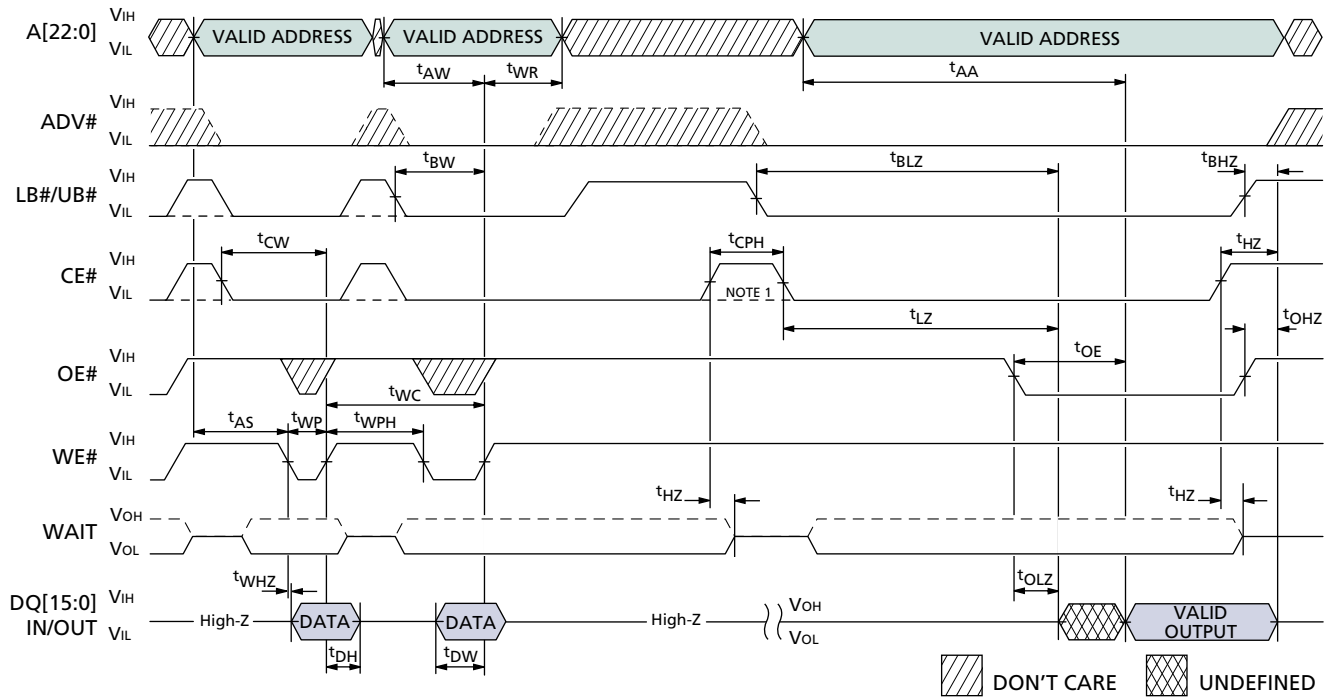 A[22:0] VIH VIL VALID ADDRESS VALID ADDRESS VALID ADDRESS
tAW tWR tAA
ADV# VIH VIL
tBW tBLZ tBHZ
LB#/UB# VIH VIL
tCW tCPH tHZ
CE# VIH VIL NOTE 1
tLZ tOHZ
OE# VIH VIL tOE
tWC
tAS tWP tWPH
WE# VIH VIL
tHZ tHZ
WAIT VOH VOL
tWHZ tOLZ
DQ[15:0] IN/OUT VIH VIL High-Z DATA DATA High-Z VOH VOL VALID OUTPUT
tDH tDW
DON'T CARE UNDEFINED